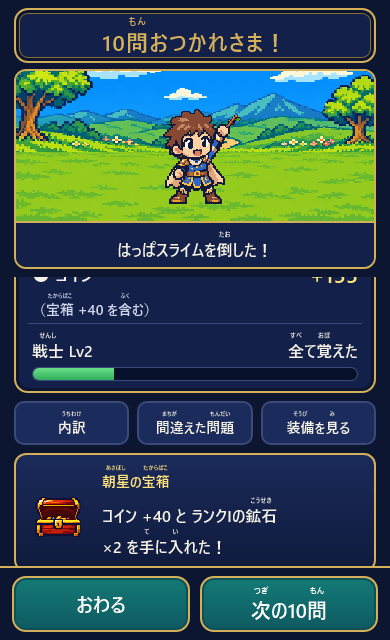 10問おつかれさま！
はっぱスライムを倒した！
（宝箱 +40 を含む）
戦士 Lv2 全て覚えた
内訳 間違えた問題 装備を見る
朝星の宝箱
コイン +40 と ランクIの鉱石
×2 を手に入れた！
おわる 次の10問